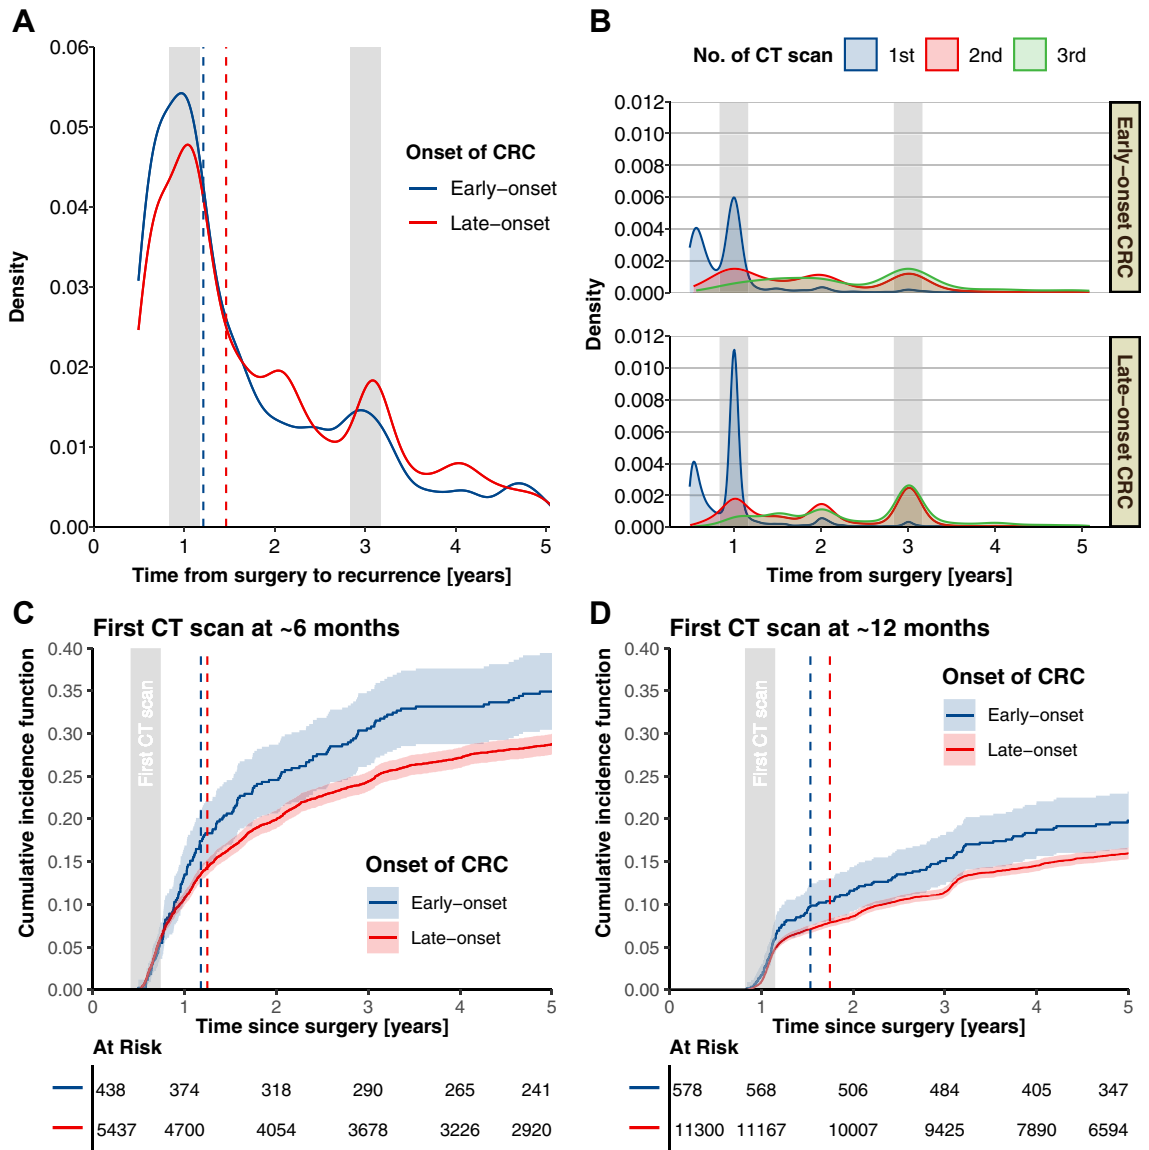 A
0.06
0.05
0.04
0.03
0.02
0.01
0.00
Density
0 1 2 3 4 5
Time from surgery to recurrence [years]
Onset of CRC
Early-onset
Late-onset
B
No. of CT scan 1st 2nd 3rd
0.012
0.010
0.008
0.006
0.004
0.002
0.000
Early-onset CRC
Density
0.012
0.010
0.008
0.006
0.004
0.002
0.000
Late-onset CRC
1 2 3 4 5
Time from surgery [years]
C
First CT scan at ~6 months
0.40
0.35
0.30
0.25
0.20
0.15
0.10
0.05
0.00
Cumulative incidence function
First CT scan
Onset of CRC
Early-onset
Late-onset
0 1 2 3 4 5
Time since surgery [years]
At Risk
438 374 318 290 265 241
5437 4700 4054 3678 3226 2920
D
First CT scan at ~12 months
0.40
0.35
0.30
0.25
0.20
0.15
0.10
0.05
0.00
Cumulative incidence function
First CT scan
Onset of CRC
Early-onset
Late-onset
0 1 2 3 4 5
Time since surgery [years]
At Risk
578 568 506 484 405 347
11300 11167 10007 9425 7890 6594